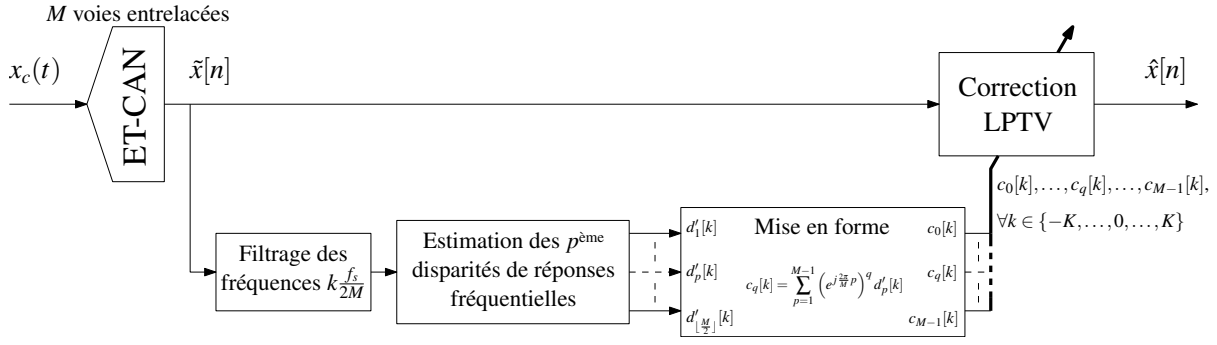 M voies entrelacées
x_c(t)
ET-CAN
x̃[n]
Correction
LPTV
x̂[n]
c_0[k],…,c_q[k],…,c_{M−1}[k],
∀k ∈ {−K,…,0,…,K}
Filtrage des
fréquences k f_s/2M
Estimation des p^ème
disparités de réponses
fréquentielles
d′_1[k]
d′_p[k]
d′_{⌊M/2⌋}[k]
Mise en forme
c_q[k] = ∑_{p=1}^{M−1} (e^{j 2π/M p})^q d′_p[k]
c_0[k]
c_q[k]
c_{M−1}[k]